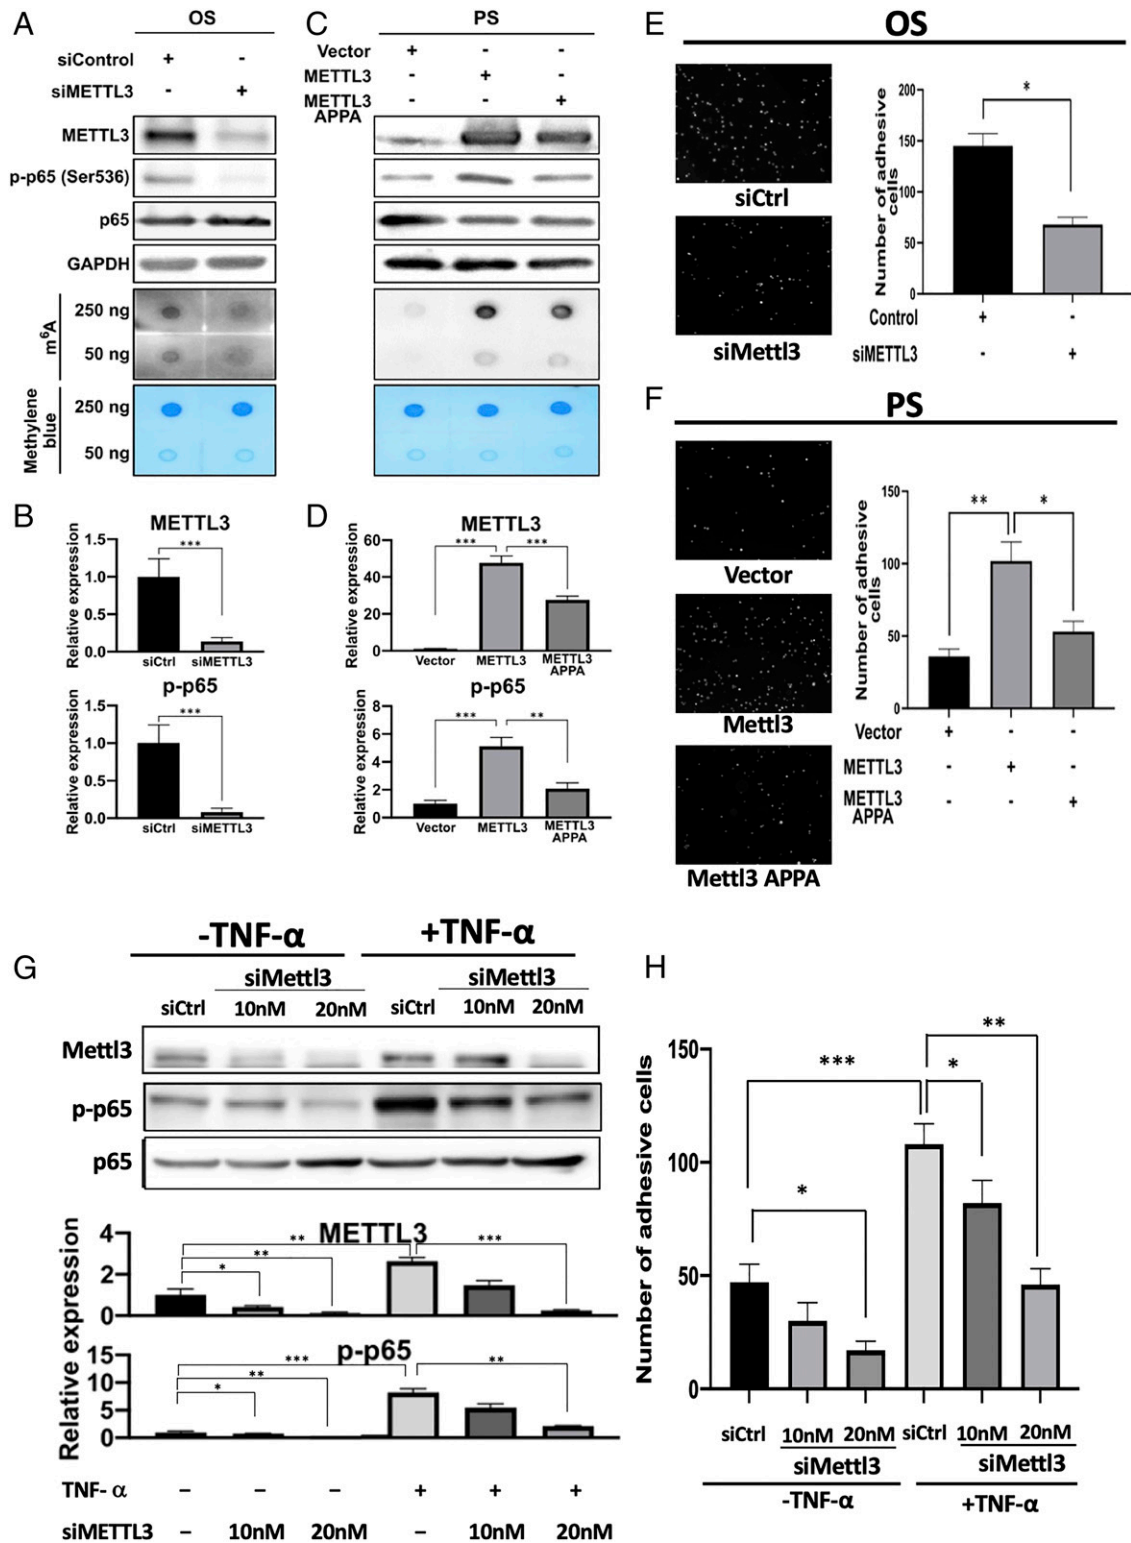 A
OS
siControl + -
siMETTL3 - +
METTL3
p-p65 (Ser536)
p65
GAPDH
m⁶A
250 ng
50 ng
Methylene blue
250 ng
50 ng
C
PS
Vector + - -
METTL3 - + -
METTL3 APPA - - +
B
METTL3
Relative expression
1.5
1.0
0.5
0.0
***
siCtrl siMETTL3
p-p65
Relative expression
1.5
1.0
0.5
0.0
***
siCtrl siMETTL3
D
METTL3
Relative expression
60
40
20
0
*** ***
Vector METTL3 METTL3 APPA
p-p65
Relative expression
8
6
4
2
0
*** **
Vector METTL3 METTL3 APPA
E
OS
siCtrl
siMettl3
Number of adhesive cells
200
150
100
50
0
*
Control + -
siMETTL3 - +
F
PS
Vector
Mettl3
Mettl3 APPA
Number of adhesive cells
150
100
50
0
** *
Vector + - -
METTL3 - + -
METTL3 APPA - - +
G
-TNF-α +TNF-α
siMettl3 siMettl3
siCtrl 10nM 20nM siCtrl 10nM 20nM
Mettl3
p-p65
p65
Relative expression
METTL3
4
2
0
** ***
**
*
p-p65
15
10
5
0
*** **
**
*
TNF- α − − − + + +
siMETTL3 − 10nM 20nM − 10nM 20nM
H
Number of adhesive cells
150
100
50
0
**
*** *
*
siCtrl 10nM 20nM siCtrl 10nM 20nM
siMettl3 siMettl3
-TNF-α +TNF-α